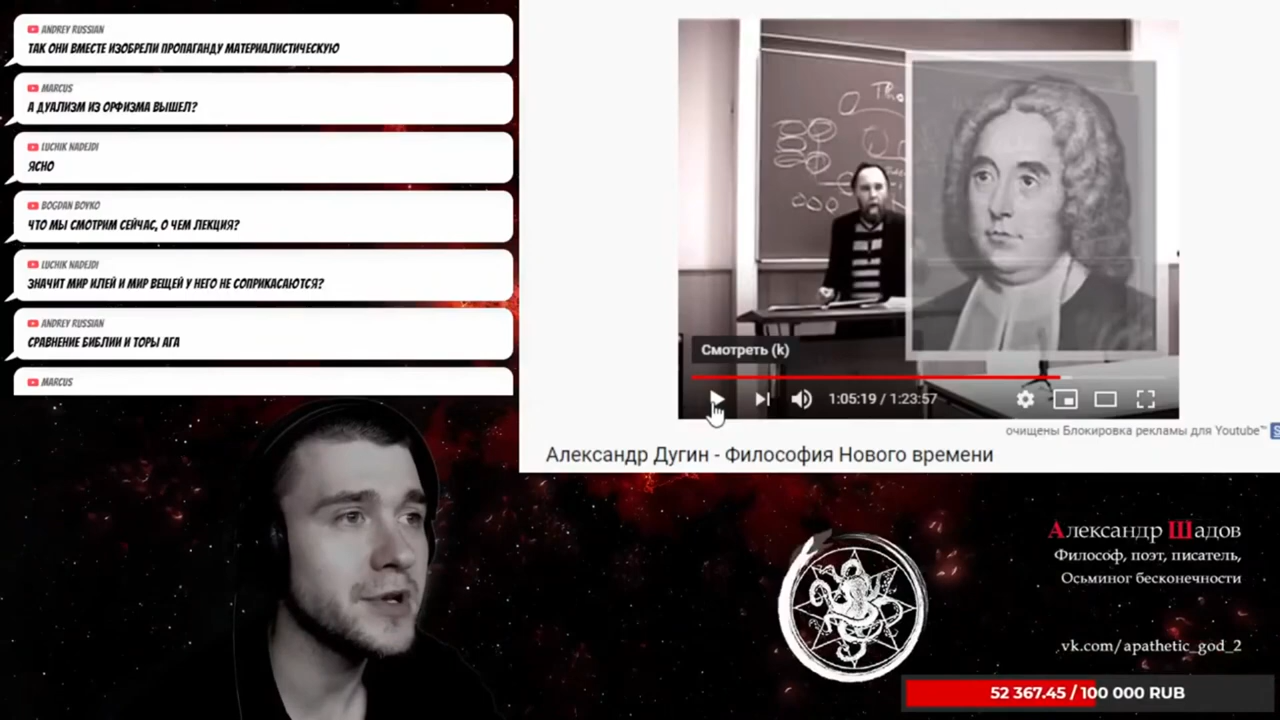 ANDREY RUSSIAN
ТАК ОНИ ВМЕСТЕ ИЗОБРЕЛИ ПРОПАГАНДУ МАТЕРИАЛИСТИЧЕСКУЮ
MARCUS
А ДУАЛИЗМ ИЗ ОРФИЗМА ВЫШЕЛ?
LUCHIK NADEJDI
ЯСНО
BOGDAN BOYKO
ЧТО МЫ СМОТРИМ СЕЙЧАС, О ЧЕМ ЛЕКЦИЯ?
LUCHIK NADEJDI
ЗНАЧИТ МИР ИДЕЙ И МИР ВЕЩЕЙ У НЕГО НЕ СОПРИКАСАЮТСЯ?
ANDREY RUSSIAN
СРАВНЕНИЕ БИБЛИИ И ТОРЫ АГА
MARCUS
Tho
Смотреть (k)
1:05:19 / 1:23:57
очищены Блокировка рекламы для Youtube™ S
Александр Дугин - Философия Нового времени
Александр Шадов
Философ, поэт, писатель,
Осьминог бесконечности
vk.com/apathetic_god_2
52 367.45 / 100 000 RUB